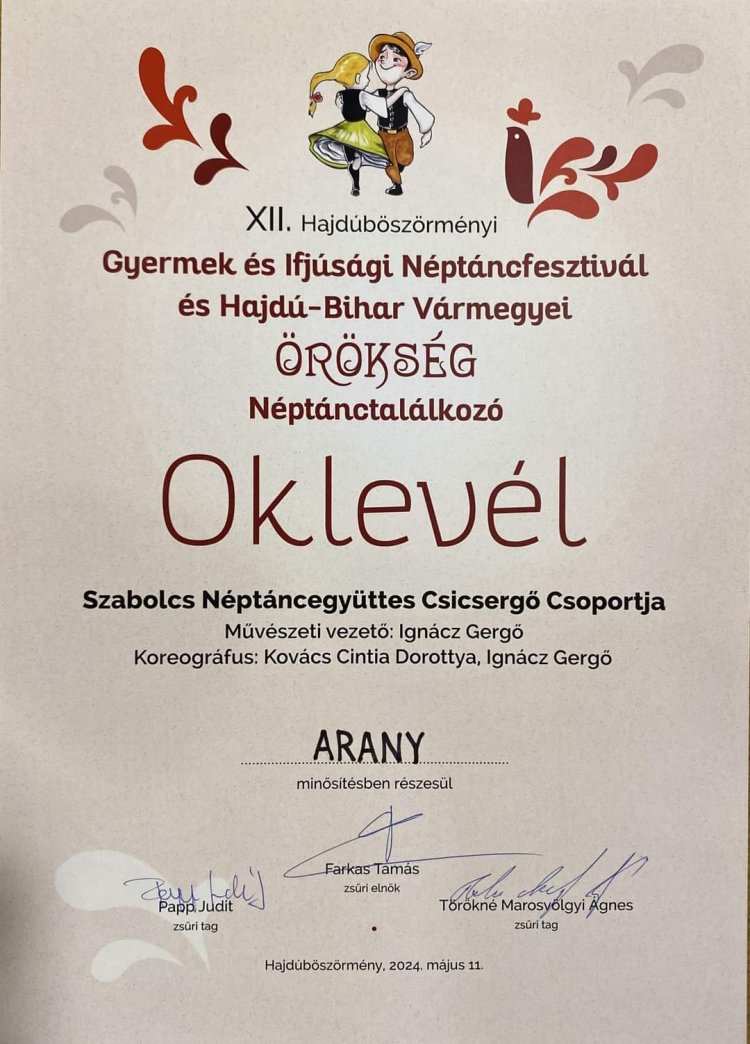 XII. Hajdúböszörményi
Gyermek és Ifjúsági Néptáncfesztivál
és Hajdú-Bihar Vármegyei
ÖRÖKSÉG
Néptánctalálkozó
Oklevél
Szabolcs Néptáncegyüttes Csicsergő Csoportja
Művészeti vezető: Ignácz Gergő
Koreográfus: Kovács Cintia Dorottya, Ignácz Gergő
ARANY
minősítésben részesül
Farkas Tamás
zsűri elnök
Papp Judit
zsűri tag
Törökné Marosvölgyi Ágnes
zsűri tag
Hajdúböszörmény, 2024. május 11.